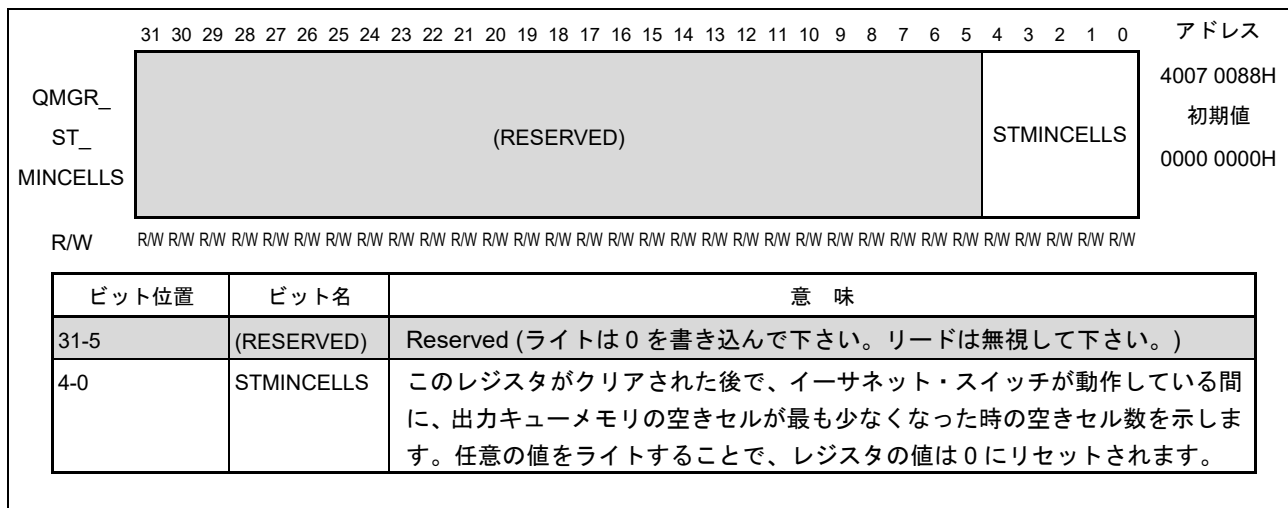 31 30 29 28 27 26 25 24 23 22 21 20 19 18 17 16 15 14 13 12 11 10 9 8 7 6 5 4 3 2 1 0 アドレス
QMGR_
ST_
MINCELLS
(RESERVED)
STMINCELLS
4007 0088H
初期値
0000 0000H
R/W R/W R/W R/W R/W R/W R/W R/W R/W R/W R/W R/W R/W R/W R/W R/W R/W R/W R/W R/W R/W R/W R/W R/W R/W R/W R/W R/W R/W R/W R/W R/W R/W
ビット位置 ビット名 意 味
31-5 (RESERVED) Reserved (ライトは 0 を書き込んで下さい。リードは無視して下さい。)
4-0 STMINCELLS このレジスタがクリアされた後で、イーサネット・スイッチが動作している間
に、出力キューメモリの空きセルが最も少なくなった時の空きセル数を示しま
す。任意の値をライトすることで、レジスタの値は 0 にリセットされます。